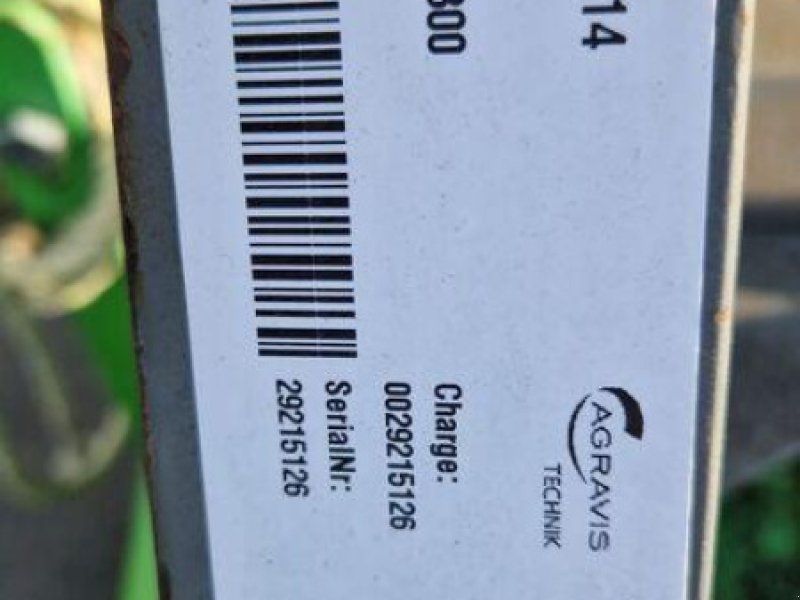 14
AGRAVIS
TECHNIK
300
Charge:
0029215126
SerialNr:
29215126